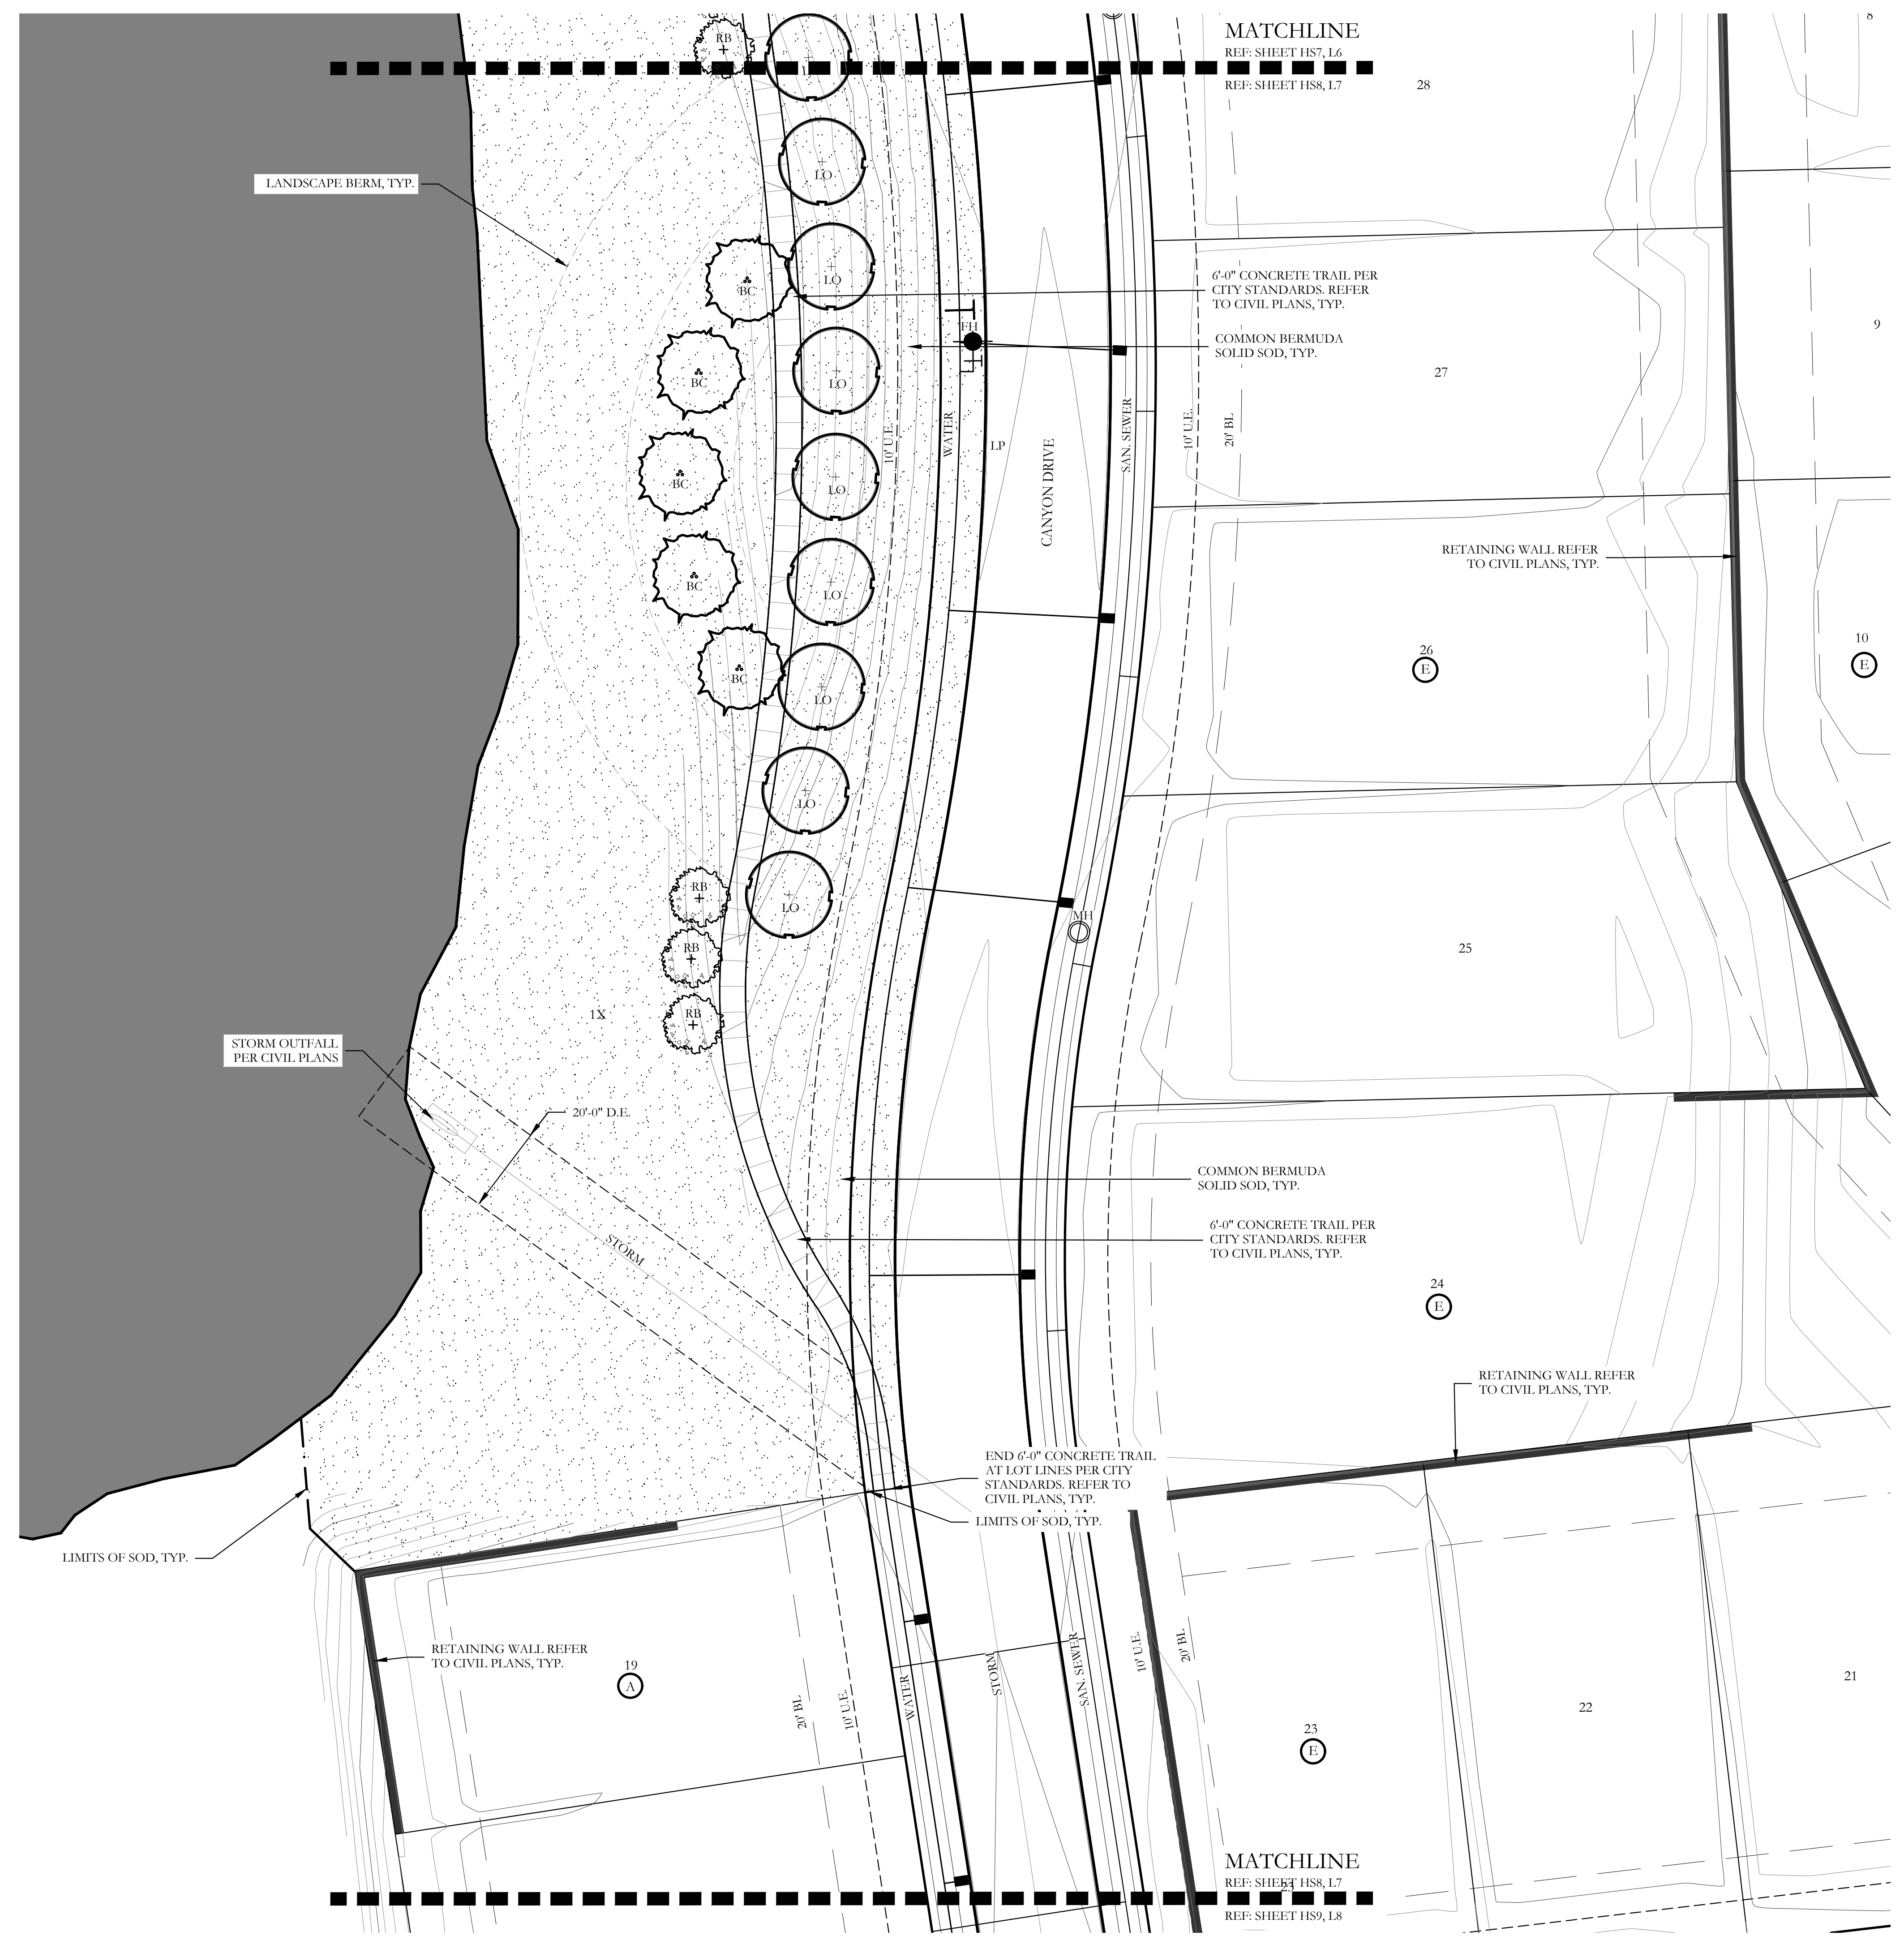 8
MATCHLINE
REF: SHEET HS7, L6
REF: SHEET HS8, L7
RB
28
LANDSCAPE BERM, TYP.
LO
BC
LO
6'-0" CONCRETE TRAIL PER
CITY STANDARDS. REFER
TO CIVIL PLANS, TYP.
FH
9
COMMON BERMUDA
SOLID SOD, TYP.
BC
LO
27
10' U.E.
WATER
LP
CANYON DRIVE
SAN. SEWER
10' U.E.
20' BL
BC
LO
RETAINING WALL REFER
TO CIVIL PLANS, TYP.
BC
LO
26
E
10
E
BC
LO
LO
RB
LO
MH
RB
25
1X
RB
STORM OUTFALL
PER CIVIL PLANS
20'-0" D.E.
COMMON BERMUDA
SOLID SOD, TYP.
STORM
6'-0" CONCRETE TRAIL PER
CITY STANDARDS. REFER
TO CIVIL PLANS, TYP.
24
E
RETAINING WALL REFER
TO CIVIL PLANS, TYP.
END 6'-0" CONCRETE TRAIL
AT LOT LINES PER CITY
STANDARDS. REFER TO
CIVIL PLANS, TYP.
LIMITS OF SOD, TYP.
LIMITS OF SOD, TYP.
RETAINING WALL REFER
TO CIVIL PLANS, TYP.
19
A
20' BL
10' U.E.
WATER
STORM
SAN. SEWER
10' U.E.
20' BL
23
E
22
21
MATCHLINE
REF: SHEET HS8, L7
23
REF: SHEET HS9, L8